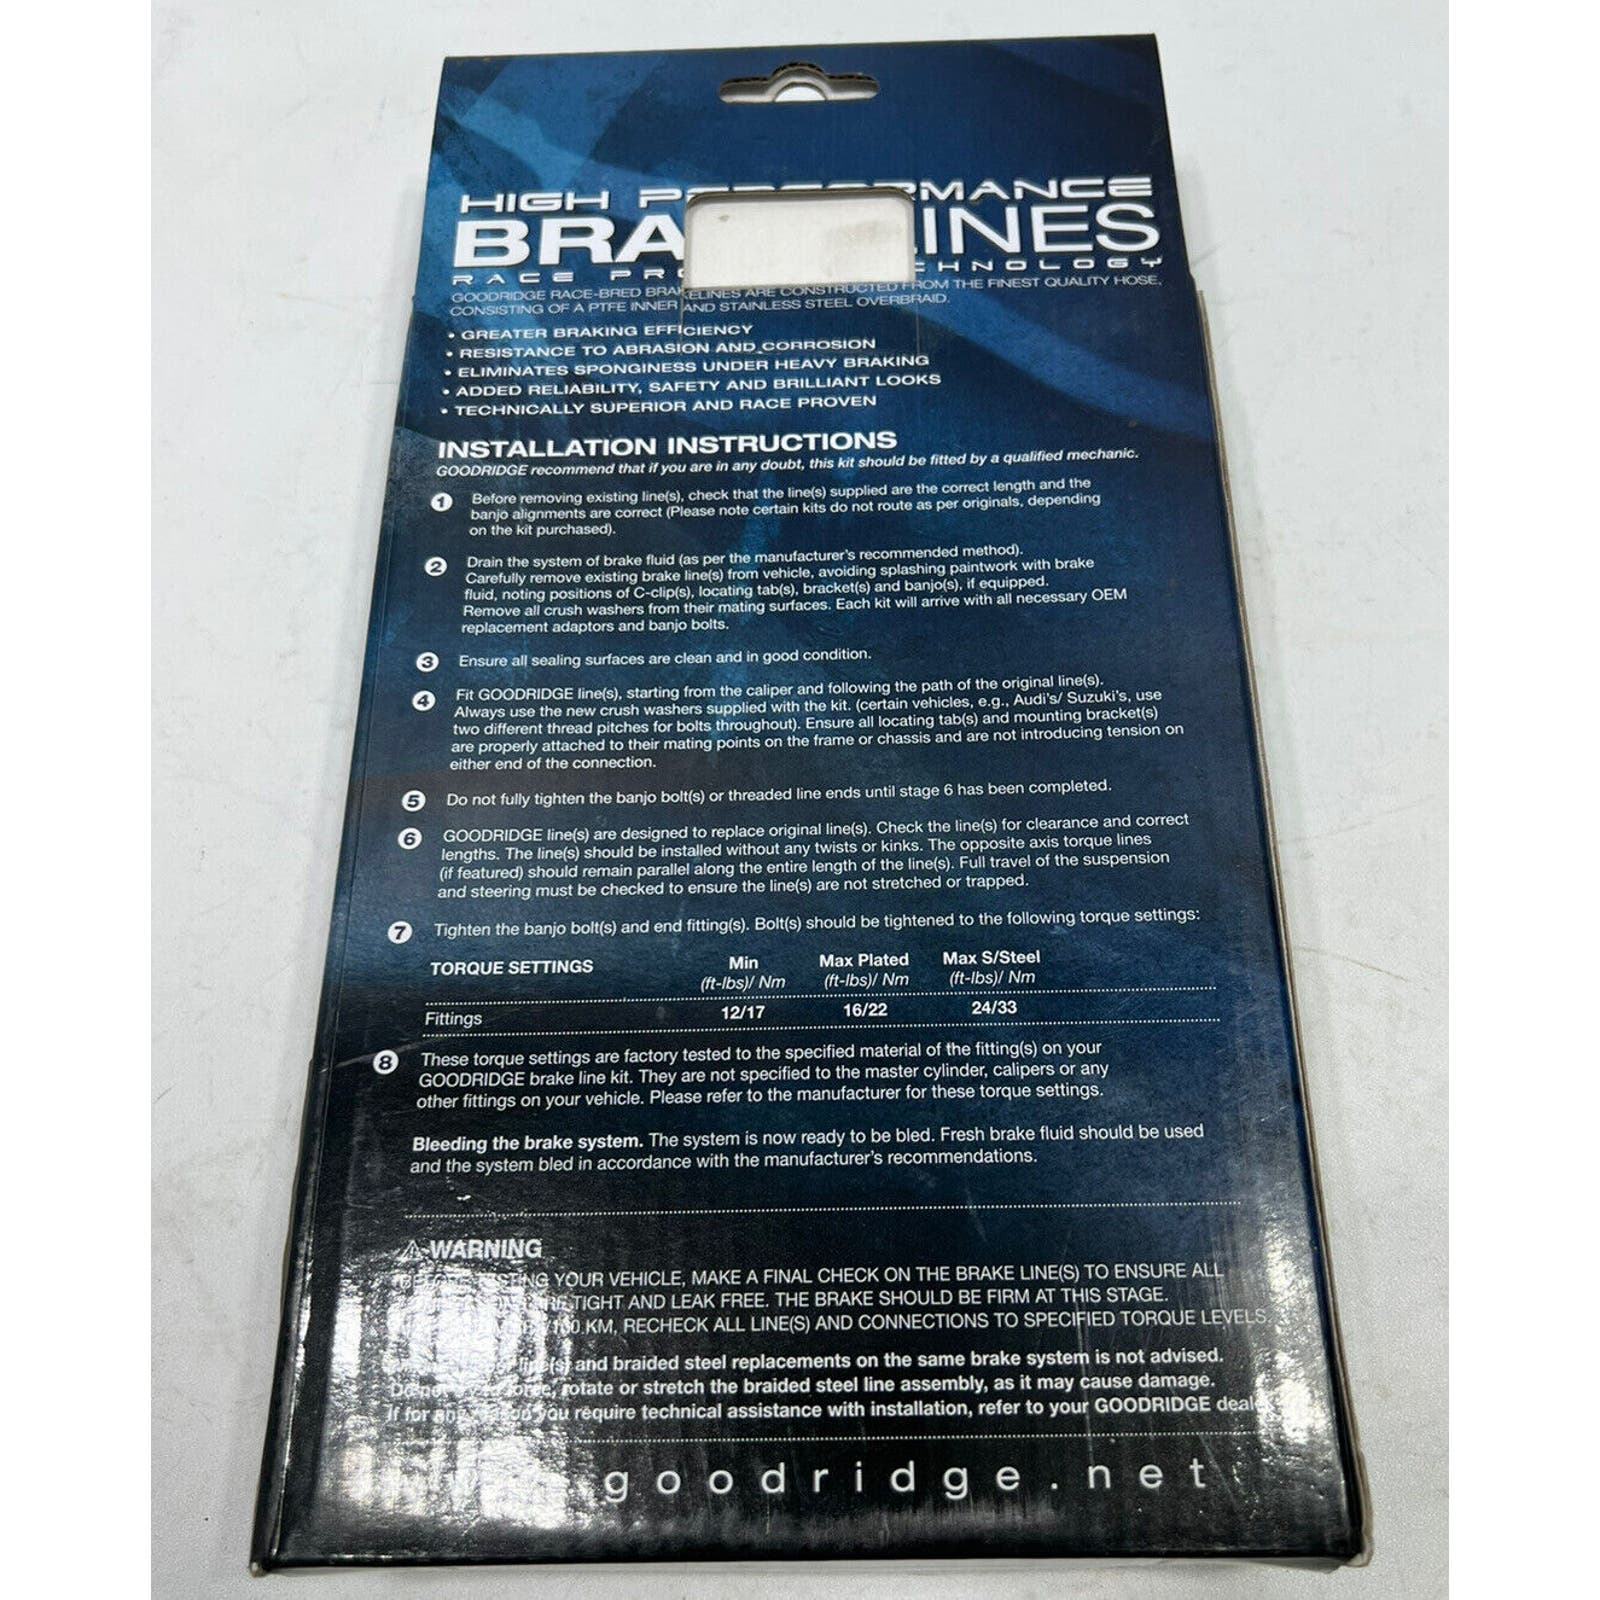 HIGH PERFORMANCE
BRA INES
RACE PRO CHNOLOGY
GOODRIDGE RACE-BRED BRAKELINES ARE CONSTRUCTED FROM THE FINEST QUALITY HOSE,
CONSISTING OF A PTFE INNER AND STAINLESS STEEL OVERBRAID.
• GREATER BRAKING EFFICIENCY
• RESISTANCE TO ABRASION AND CORROSION
• ELIMINATES SPONGINESS UNDER HEAVY BRAKING
• ADDED RELIABILITY, SAFETY AND BRILLIANT LOOKS
• TECHNICALLY SUPERIOR AND RACE PROVEN
INSTALLATION INSTRUCTIONS
GOODRIDGE recommend that if you are in any doubt, this kit should be fitted by a qualified mechanic.
1 Before removing existing line(s), check that the line(s) supplied are the correct length and the
banjo alignments are correct (Please note certain kits do not route as per originals, depending
on the kit purchased).
2 Drain the system of brake fluid (as per the manufacturer's recommended method).
Carefully remove existing brake line(s) from vehicle, avoiding splashing paintwork with brake
fluid, noting positions of C-clip(s), locating tab(s), bracket(s) and banjo(s), if equipped.
Remove all crush washers from their mating surfaces. Each kit will arrive with all necessary OEM
replacement adaptors and banjo bolts.
3 Ensure all sealing surfaces are clean and in good condition.
4 Fit GOODRIDGE line(s), starting from the caliper and following the path of the original line(s).
Always use the new crush washers supplied with the kit. (certain vehicles, e.g., Audi's/ Suzuki's, use
two different thread pitches for bolts throughout). Ensure all locating tab(s) and mounting bracket(s)
are properly attached to their mating points on the frame or chassis and are not introducing tension on
either end of the connection.
5 Do not fully tighten the banjo bolt(s) or threaded line ends until stage 6 has been completed.
6 GOODRIDGE line(s) are designed to replace original line(s). Check the line(s) for clearance and correct
lengths. The line(s) should be installed without any twists or kinks. The opposite axis torque lines
(if featured) should remain parallel along the entire length of the line(s). Full travel of the suspension
and steering must be checked to ensure the line(s) are not stretched or trapped.
7 Tighten the banjo bolt(s) and end fitting(s). Bolt(s) should be tightened to the following torque settings:
TORQUE SETTINGS Min Max Plated Max S/Steel
(ft-lbs)/ Nm (ft-lbs)/ Nm (ft-lbs)/ Nm
Fittings 12/17 16/22 24/33
8 These torque settings are factory tested to the specified material of the fitting(s) on your
GOODRIDGE brake line kit. They are not specified to the master cylinder, calipers or any
other fittings on your vehicle. Please refer to the manufacturer for these torque settings.
Bleeding the brake system. The system is now ready to be bled. Fresh brake fluid should be used
and the system bled in accordance with the manufacturer's recommendations.
⚠ WARNING
BEFORE TESTING YOUR VEHICLE, MAKE A FINAL CHECK ON THE BRAKE LINE(S) TO ENSURE ALL
TIGHT AND LEAK FREE. THE BRAKE SHOULD BE FIRM AT THIS STAGE.
KM, RECHECK ALL LINE(S) AND CONNECTIONS TO SPECIFIED TORQUE LEVELS.
line(s) and braided steel replacements on the same brake system is not advised.
Do not try to force, rotate or stretch the braided steel line assembly, as it may cause damage.
If for any reason you require technical assistance with installation, refer to your GOODRIDGE deal
goodridge.net